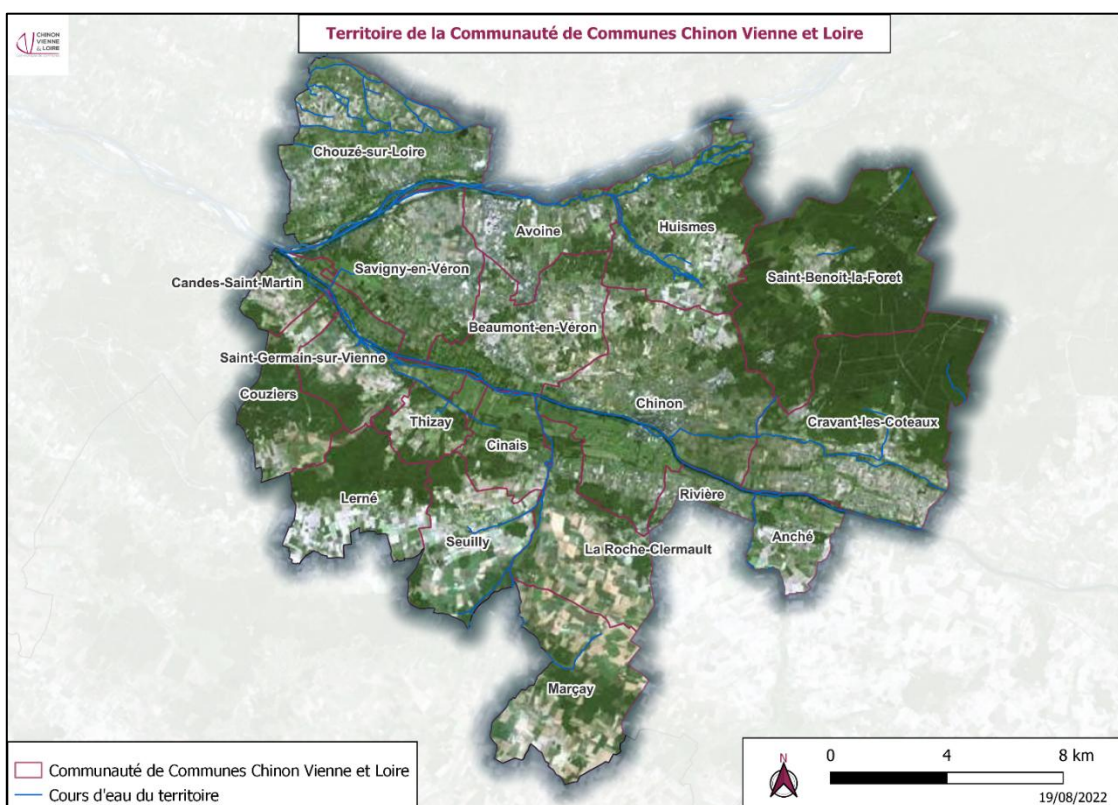 Territoire de la Communauté de Communes Chinon Vienne et Loire
CHINON
VIENNE
& LOIRE
Chouzé-sur-Loire
Avoine
Huismes
Savigny-en-Véron
Saint-Benoit-la-Foret
Candes-Saint-Martin
Beaumont-en-Véron
Saint-Germain-sur-Vienne
Couziers
Chinon
Thizay
Cravant-les-Coteaux
Cinais
Lerné
Rivière
Seuilly
La Roche-Clermault
Anché
Marçay
Communauté de Communes Chinon Vienne et Loire
Cours d'eau du territoire
N
0 4 8 km
19/08/2022